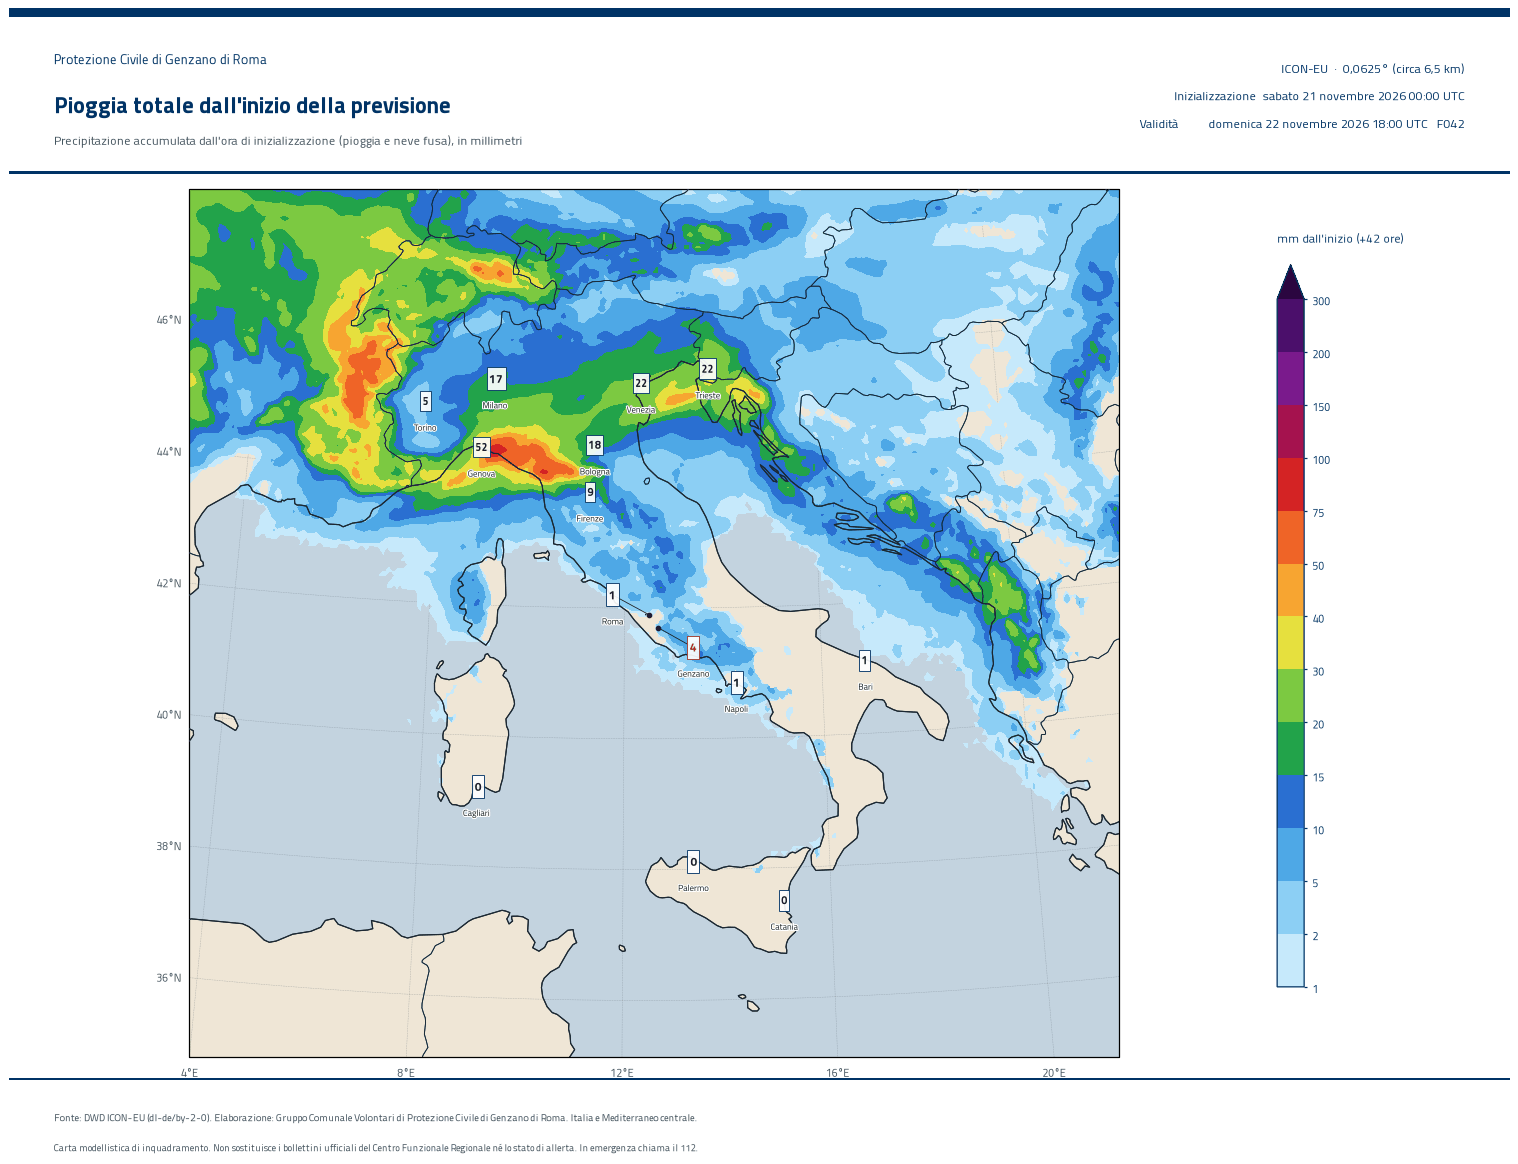 Protezione Civile di Genzano di Roma
Pioggia totale dall'inizio della previsione
Precipitazione accumulata dall'ora di inizializzazione (pioggia e neve fusa), in millimetri
ICON-EU · 0,0625° (circa 6,5 km)
Inizializzazione sabato 21 novembre 2026 00:00 UTC
Validità domenica 22 novembre 2026 18:00 UTC F042
mm dall'inizio (+42 ore)
300
200
150
100
75
50
40
30
20
15
10
5
2
1
46°N
44°N
42°N
40°N
38°N
36°N
4°E
8°E
12°E
16°E
20°E
17
Milano
5
Torino
22
Venezia
22
Trieste
52
Genova
18
Bologna
9
Firenze
1
Roma
4
Genzano
1
Napoli
1
Bari
0
Cagliari
0
Palermo
0
Catania
Fonte: DWD ICON-EU (dl-de/by-2-0). Elaborazione: Gruppo Comunale Volontari di Protezione Civile di Genzano di Roma. Italia e Mediterraneo centrale.
Carta modellistica di inquadramento. Non sostituisce i bollettini ufficiali del Centro Funzionale Regionale né lo stato di allerta. In emergenza chiama il 112.